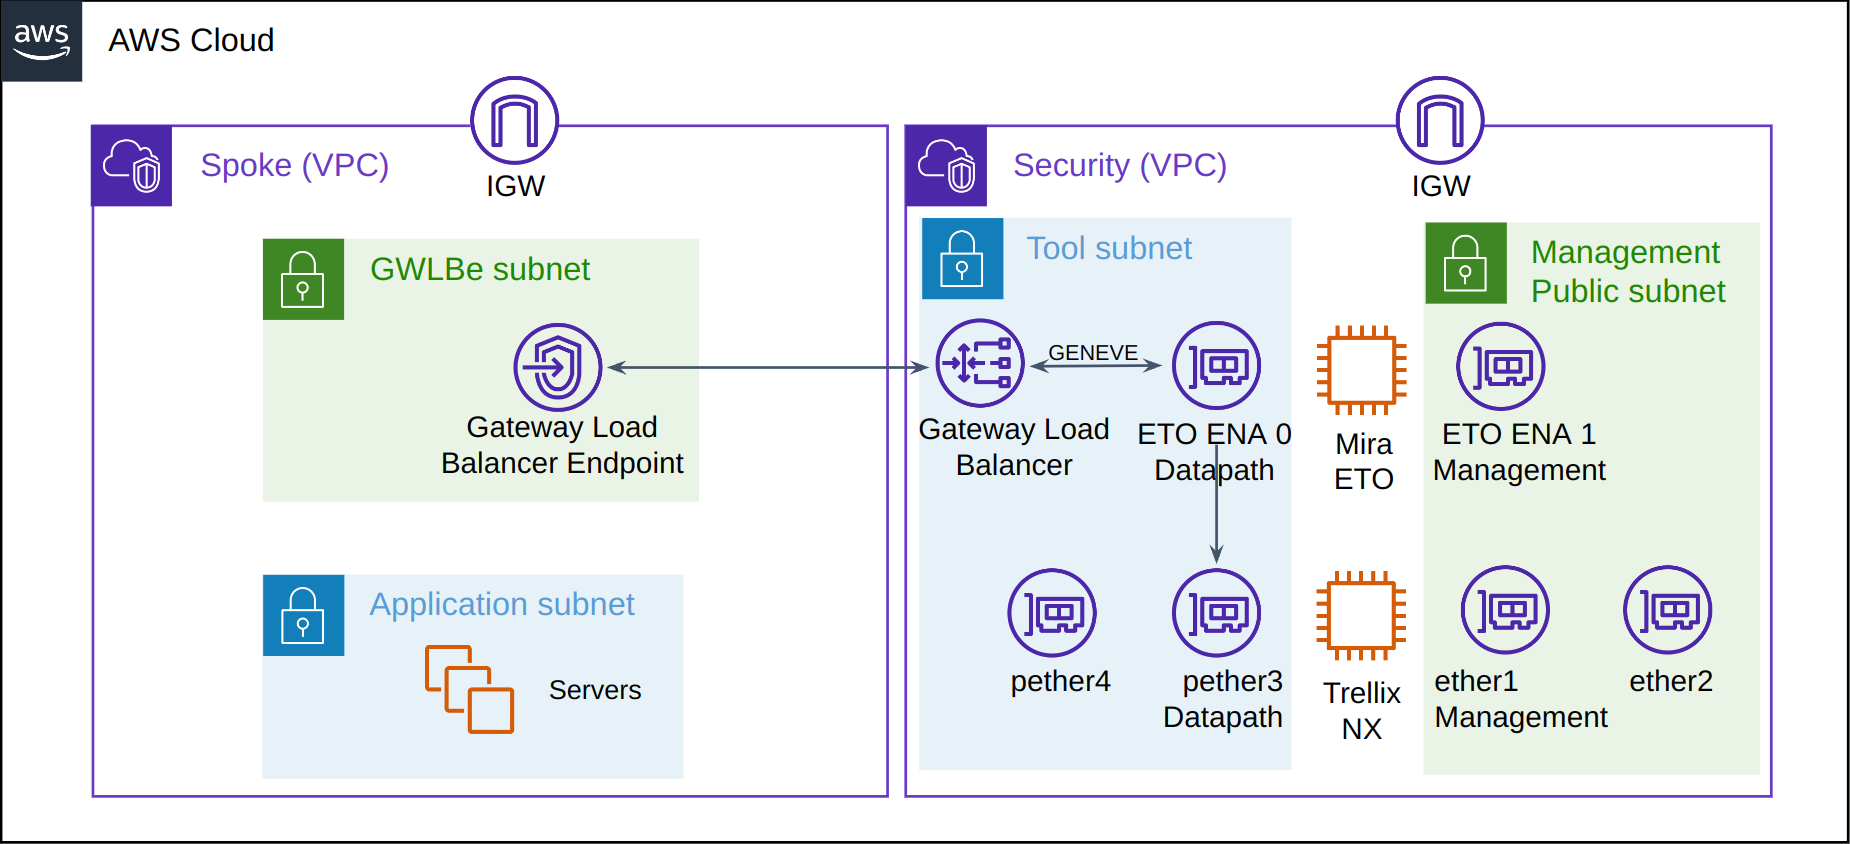 aws
AWS Cloud
Spoke (VPC)
IGW
GWLBe subnet
Gateway Load
Balancer Endpoint
Application subnet
Servers
Security (VPC)
IGW
Tool subnet
Gateway Load
Balancer
GENEVE
ETO ENA 0
Datapath
Mira
ETO
Management
Public subnet
ETO ENA 1
Management
pether4
pether3
Datapath
Trellix
NX
ether1
Management
ether2